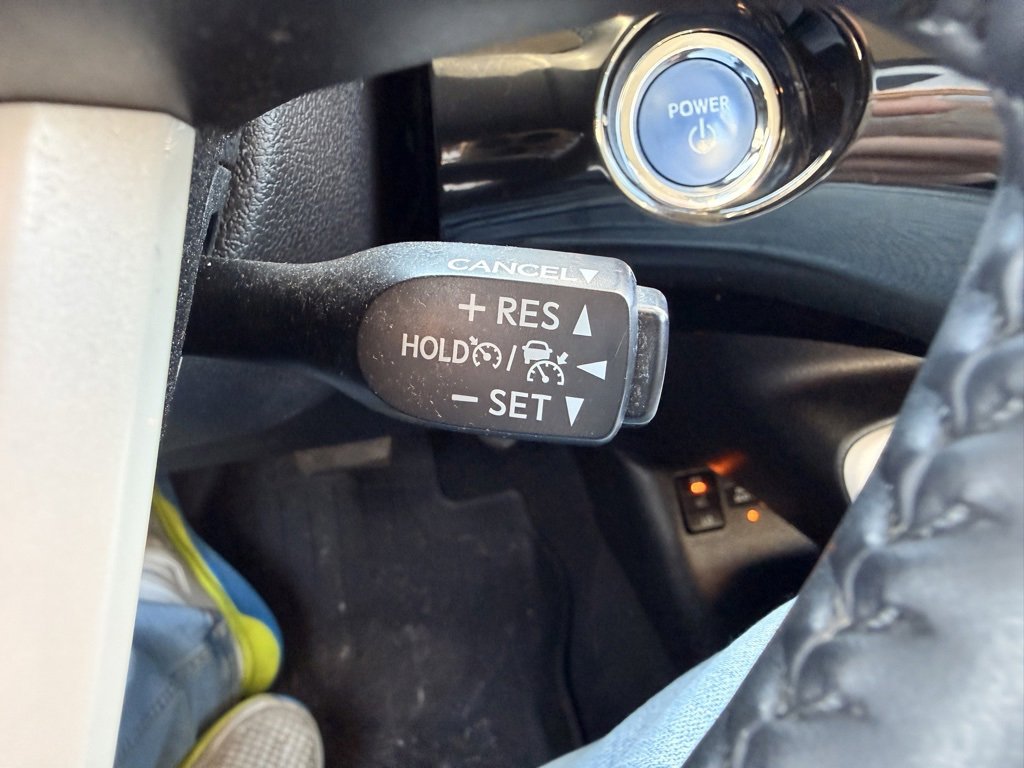 POWER
CANCEL▼
+ RES ▲
HOLD / ◀
− SET ▼